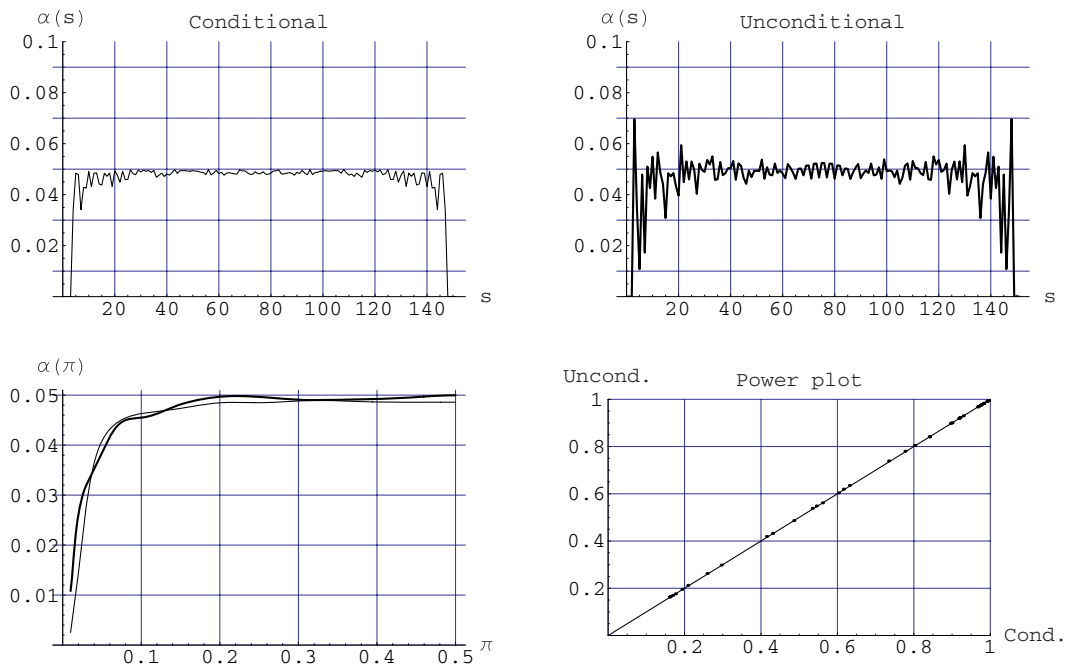 α(s) Conditional
0.1
0.08
0.06
0.04
0.02
20 40 60 80 100 120 140 s
α(s) Unconditional
0.1
0.08
0.06
0.04
0.02
20 40 60 80 100 120 140 s
α(π)
0.05
0.04
0.03
0.02
0.01
0.1 0.2 0.3 0.4 0.5 π
Uncond. Power plot
1
0.8
0.6
0.4
0.2
0.2 0.4 0.6 0.8 1 Cond.